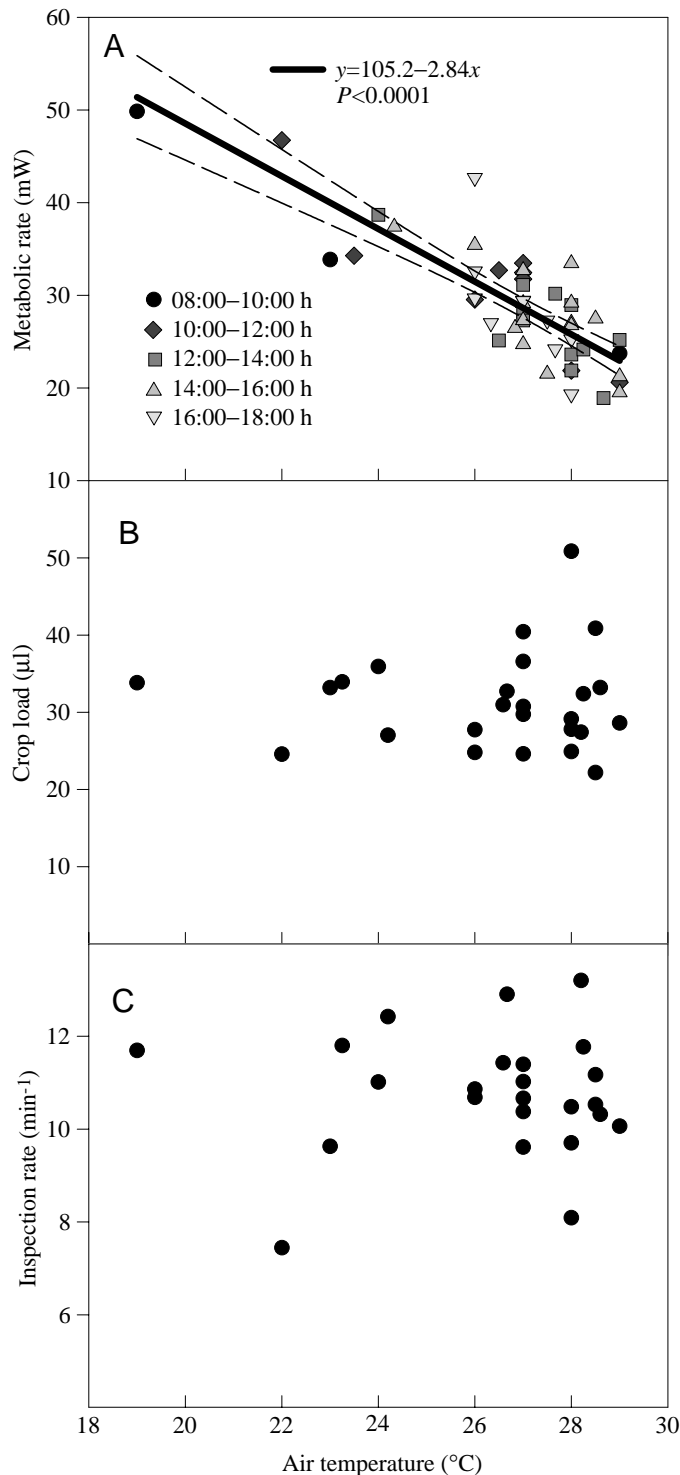 A
y=105.2–2.84x
P<0.0001
60
50
40
30
20
10
Metabolic rate (mW)
08:00–10:00 h
10:00–12:00 h
12:00–14:00 h
14:00–16:00 h
16:00–18:00 h
B
50
40
30
20
10
Crop load (μl)
C
12
10
8
6
Inspection rate (min-1)
18 20 22 24 26 28 30
Air temperature (°C)